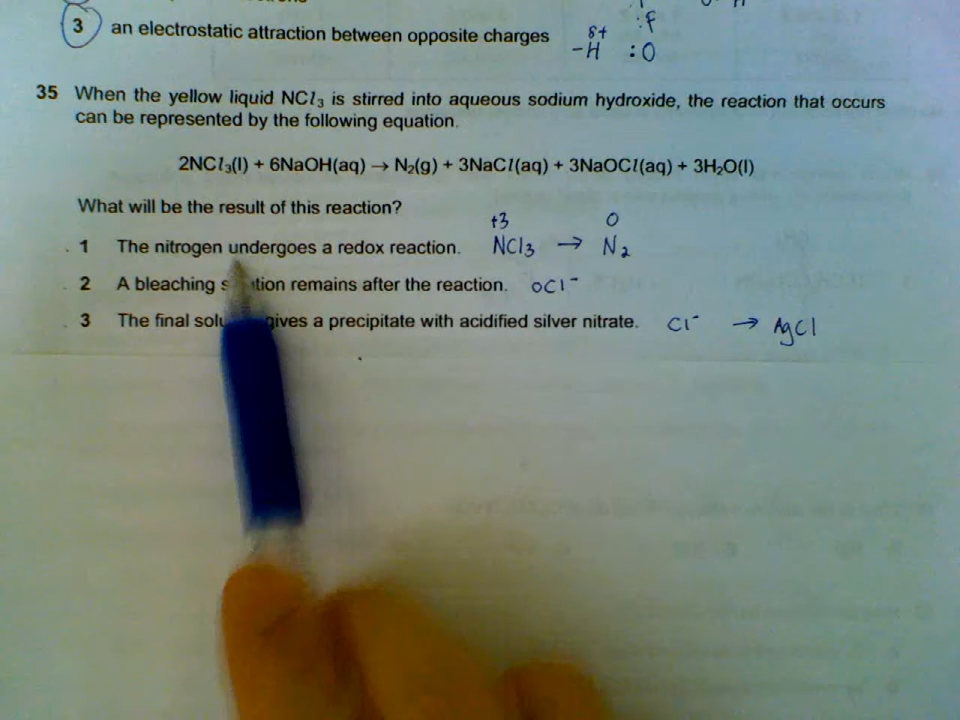 :F
3 an electrostatic attraction between opposite charges δ+
–H :O
35 When the yellow liquid NCl₃ is stirred into aqueous sodium hydroxide, the reaction that occurs
can be represented by the following equation.
2NCl₃(l) + 6NaOH(aq) → N₂(g) + 3NaCl(aq) + 3NaOCl(aq) + 3H₂O(l)
What will be the result of this reaction?
+3 0
1 The nitrogen undergoes a redox reaction. NCl₃ → N₂
2 A bleaching remains after the reaction. OCl⁻
3 The final gives a precipitate with acidified silver nitrate. Cl⁻ → AgCl